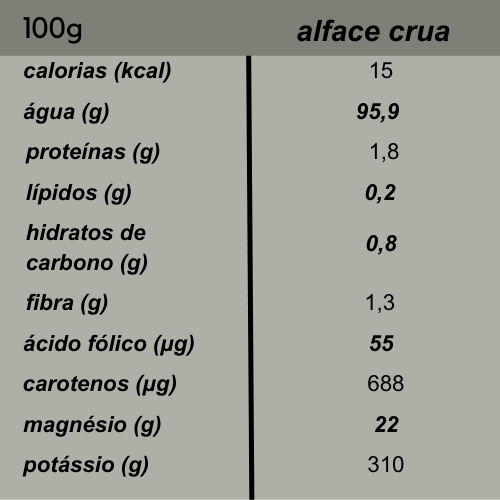 100g alface crua
calorias (kcal) 15
água (g) 95,9
proteínas (g) 1,8
lípidos (g) 0,2
hidratos de
carbono (g) 0,8
fibra (g) 1,3
ácido fólico (µg) 55
carotenos (µg) 688
magnésio (g) 22
potássio (g) 310